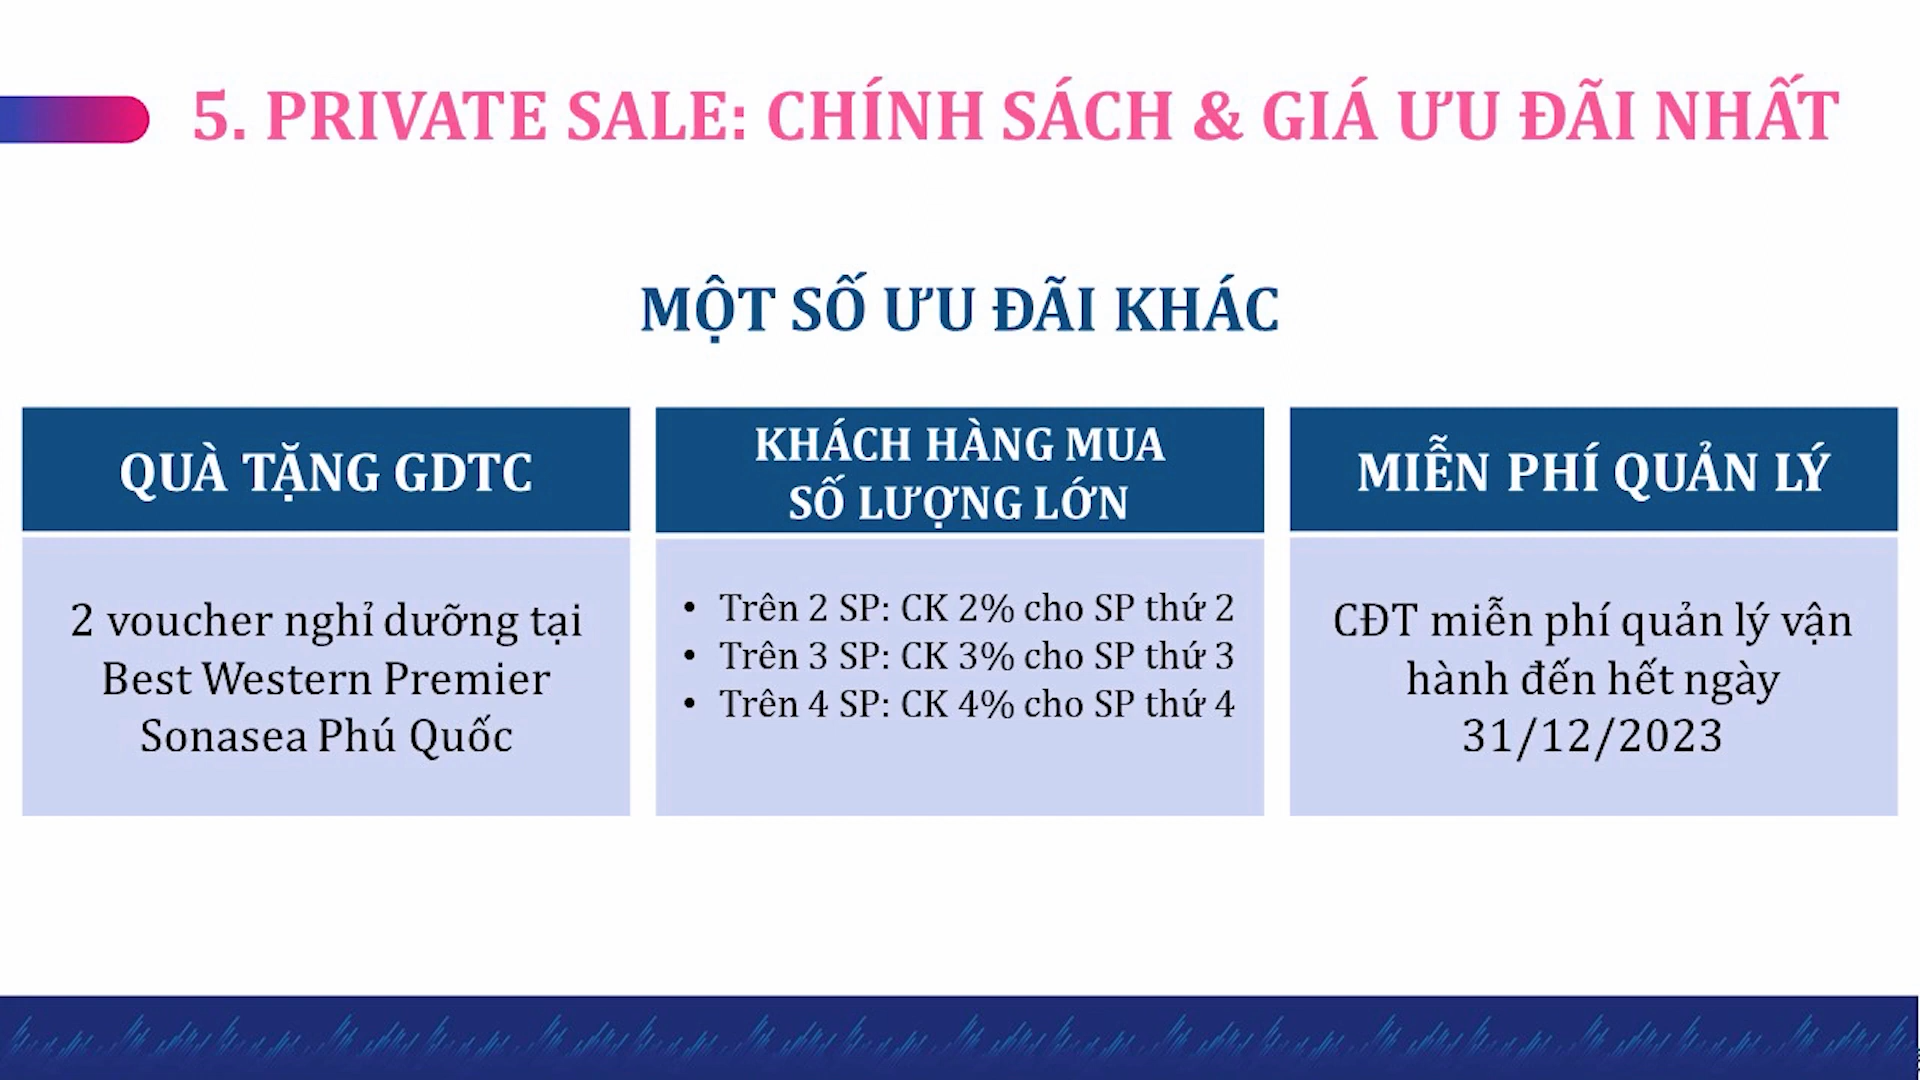 5. PRIVATE SALE: CHÍNH SÁCH & GIÁ ƯU ĐÃI NHẤT
MỘT SỐ ƯU ĐÃI KHÁC
QUÀ TẶNG GDTC
2 voucher nghỉ dưỡng tại
Best Western Premier
Sonasea Phú Quốc
KHÁCH HÀNG MUA
SỐ LƯỢNG LỚN
• Trên 2 SP: CK 2% cho SP thứ 2
• Trên 3 SP: CK 3% cho SP thứ 3
• Trên 4 SP: CK 4% cho SP thứ 4
MIỄN PHÍ QUẢN LÝ
CĐT miễn phí quản lý vận
hành đến hết ngày
31/12/2023